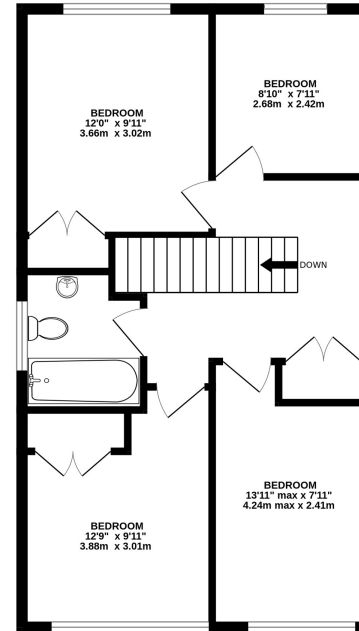 BEDROOM
12'0" x 9'11"
3.66m x 3.02m
BEDROOM
8'10" x 7'11"
2.68m x 2.42m
DOWN
BEDROOM
12'9" x 9'11"
3.88m x 3.01m
BEDROOM
13'11" max x 7'11"
4.24m max x 2.41m